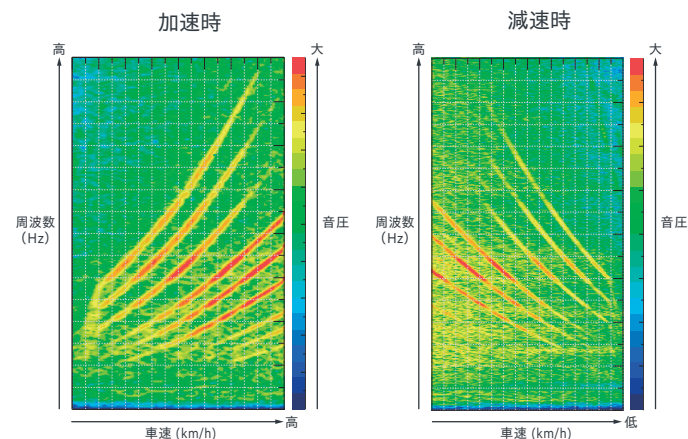 加速時
減速時
高
大
高
大
周波数
(Hz)
音圧
周波数
(Hz)
音圧
車速 (km/h)
高
車速 (km/h)
低